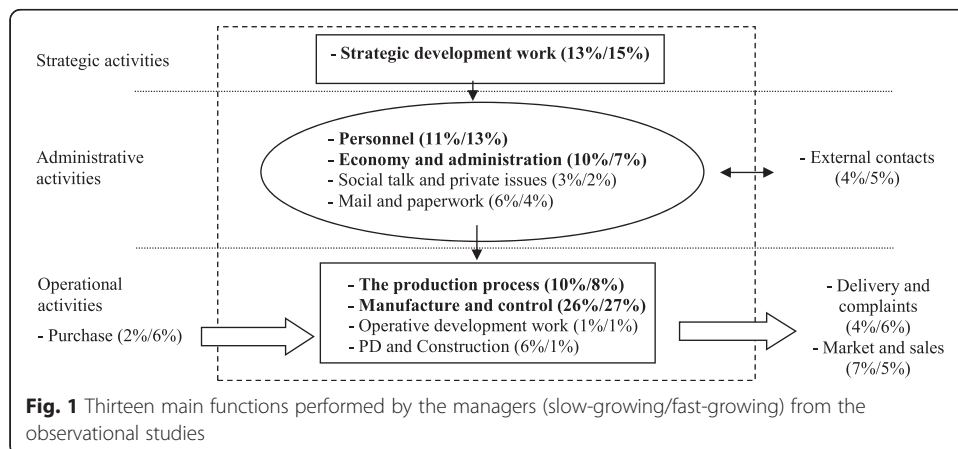 Strategic activities
- Strategic development work (13%/15%)
Administrative
activities
- Personnel (11%/13%)
- Economy and administration (10%/7%)
- Social talk and private issues (3%/2%)
- Mail and paperwork (6%/4%)
- External contacts
(4%/5%)
Operational
activities
- Purchase (2%/6%)
- The production process (10%/8%)
- Manufacture and control (26%/27%)
- Operative development work (1%/1%)
- PD and Construction (6%/1%)
- Delivery and
complaints
(4%/6%)
- Market and sales
(7%/5%)
Fig. 1 Thirteen main functions performed by the managers (slow-growing/fast-growing) from the
observational studies